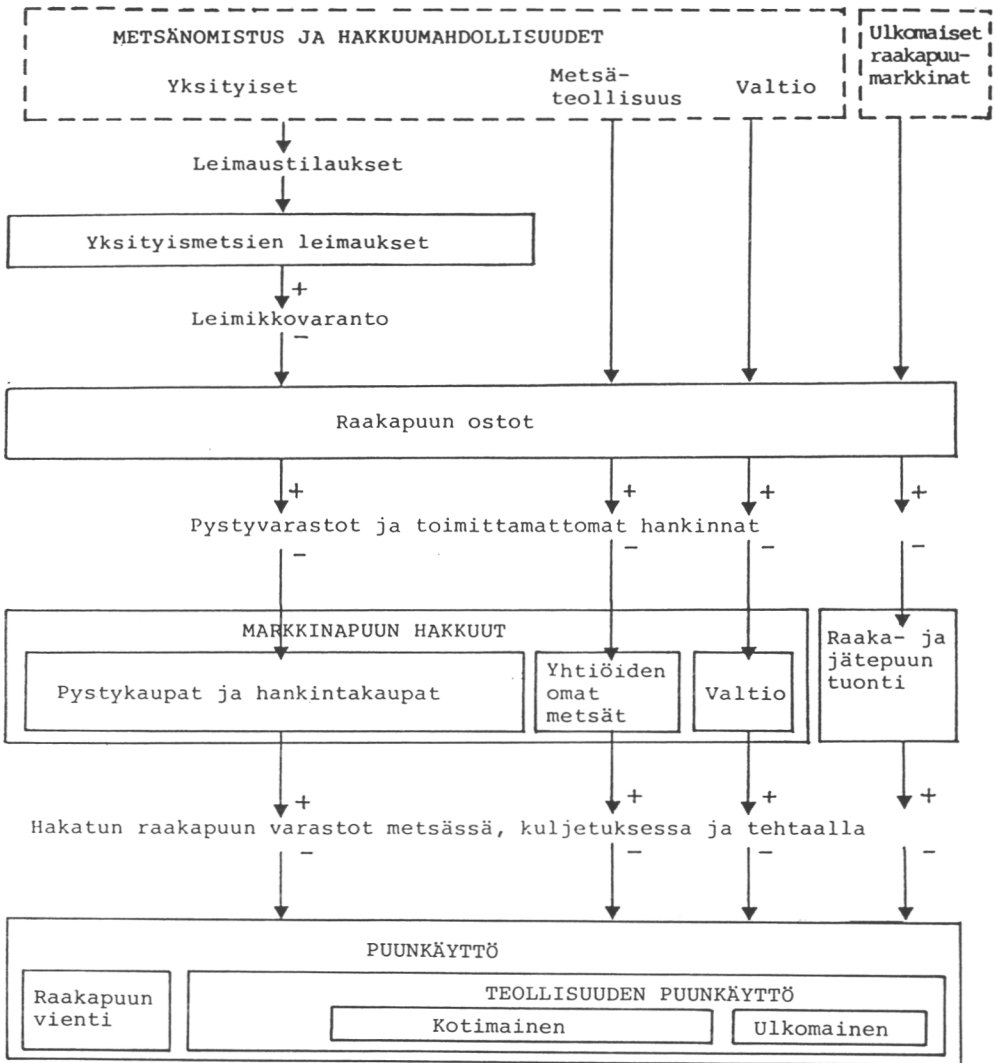 METSÄNOMISTUS JA HAKKUUMAHDOLLISUUDET
Yksityiset
Metsä-
teollisuus
Valtio
Ulkomaiset
raakapuu-
markkinat
Leimaustilaukset
Yksityismetsien leimaukset
+
Leimikkovaranto
−
Raakapuun ostot
+ + + +
Pystyvarastot ja toimittamattomat hankinnat
− − − −
MARKKINAPUUN HAKKUUT
Pystykaupat ja hankintakaupat
Yhtiöiden
omat
metsät
Valtio
Raaka- ja
jätepuun
tuonti
+ + + +
Hakatun raakapuun varastot metsässä, kuljetuksessa ja tehtaalla
− − − −
PUUNKÄYTTÖ
Raakapuun
vienti
TEOLLISUUDEN PUUNKÄYTTÖ
Kotimainen
Ulkomainen